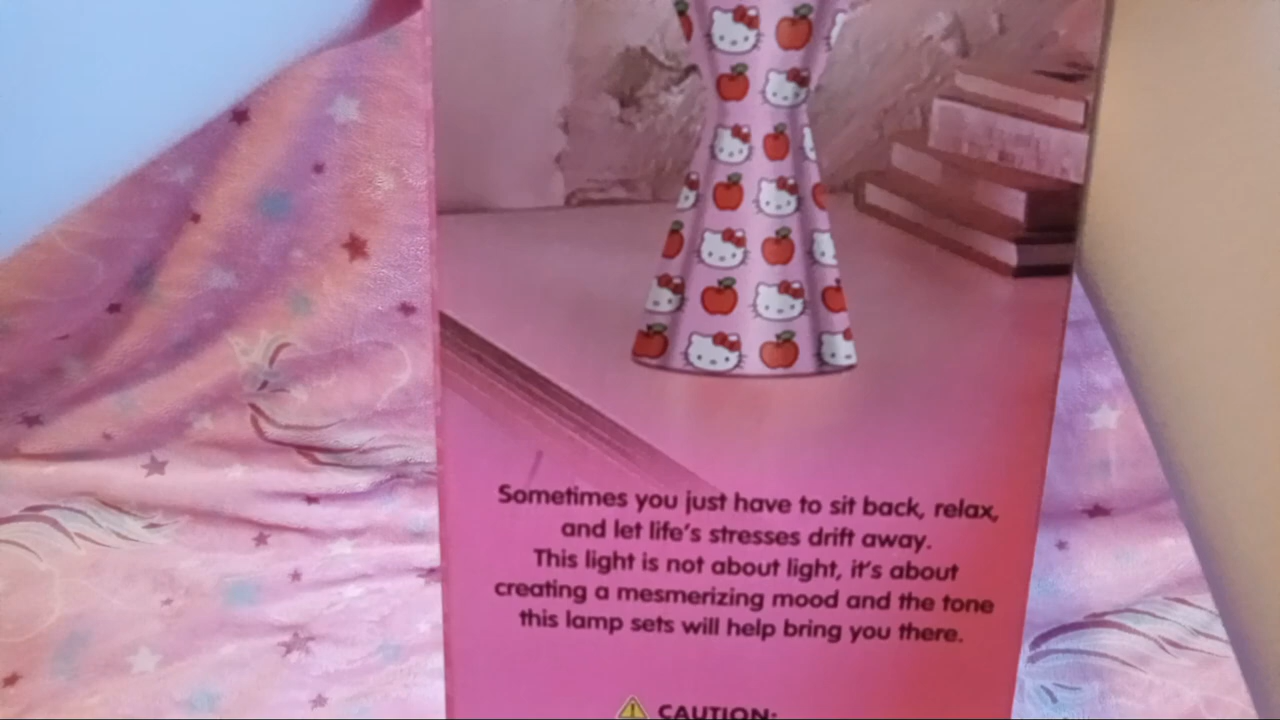 Sometimes you just have to sit back, relax,
and let life's stresses drift away.
This light is not about light, it's about
creating a mesmerizing mood and the tone
this lamp sets will help bring you there.
CAUTION: